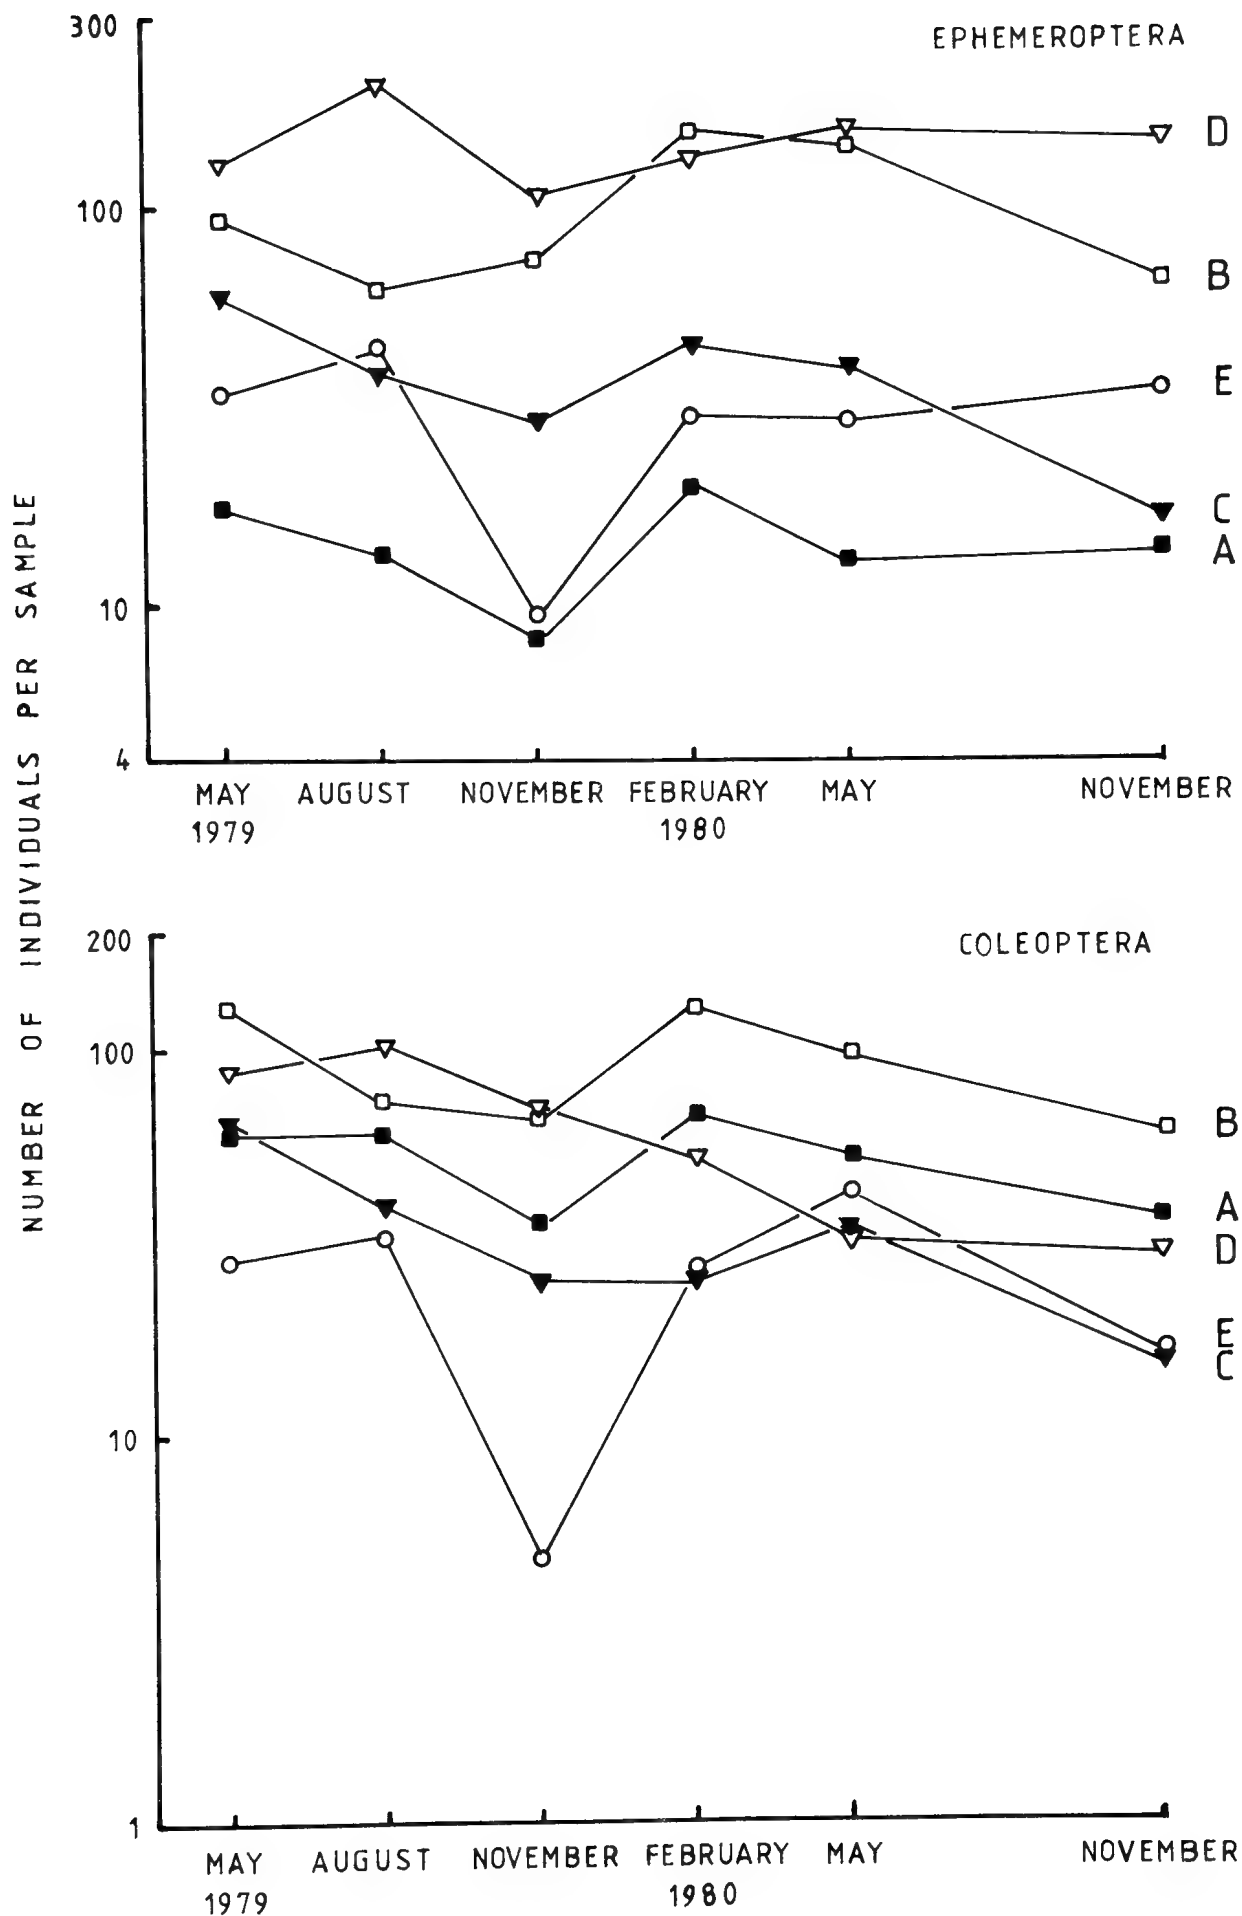 NUMBER OF INDIVIDUALS PER SAMPLE
EPHEMEROPTERA
300
100
10
4
D
B
E
C
A
MAY AUGUST NOVEMBER FEBRUARY MAY NOVEMBER
1979 1980
COLEOPTERA
200
100
10
1
B
A
D
E
C
MAY AUGUST NOVEMBER FEBRUARY MAY NOVEMBER
1979 1980